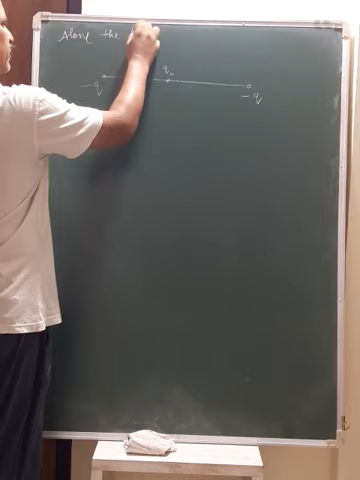 Along the
q₀
-q
-q